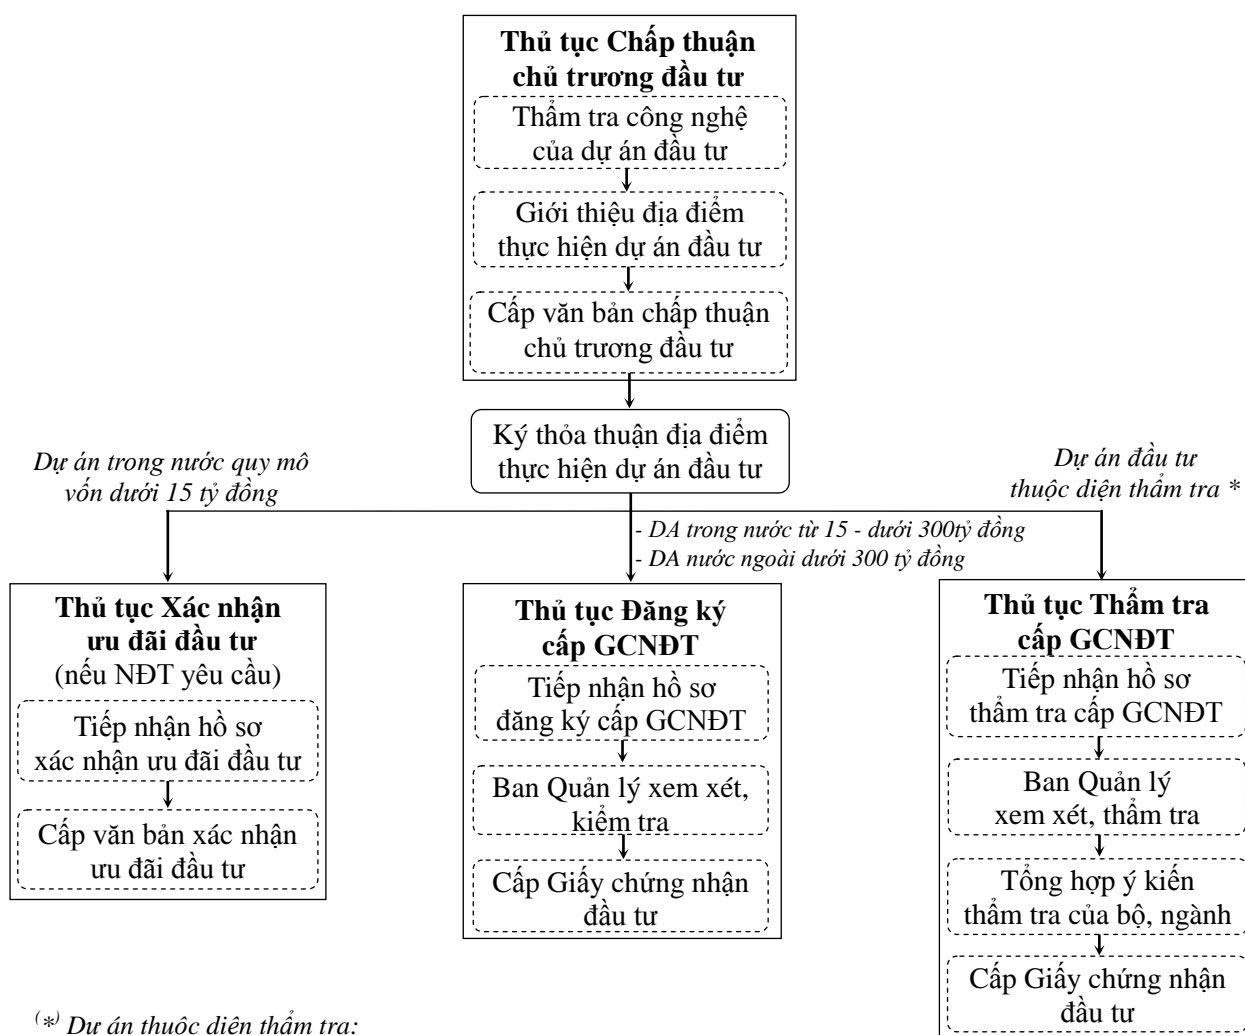 Thủ tục Chấp thuận
chủ trương đầu tư
Thẩm tra công nghệ
của dự án đầu tư
Giới thiệu địa điểm
thực hiện dự án đầu tư
Cấp văn bản chấp thuận
chủ trương đầu tư
Ký thỏa thuận địa điểm
thực hiện dự án đầu tư
Dự án trong nước quy mô
vốn dưới 15 tỷ đồng
- DA trong nước từ 15 - dưới 300tỷ đồng
- DA nước ngoài dưới 300 tỷ đồng
Dự án đầu tư
thuộc diện thẩm tra *
Thủ tục Xác nhận
ưu đãi đầu tư
(nếu NĐT yêu cầu)
Tiếp nhận hồ sơ
xác nhận ưu đãi đầu tư
Cấp văn bản xác nhận
ưu đãi đầu tư
Thủ tục Đăng ký
cấp GCNĐT
Tiếp nhận hồ sơ
đăng ký cấp GCNĐT
Ban Quản lý xem xét,
kiểm tra
Cấp Giấy chứng nhận
đầu tư
Thủ tục Thẩm tra
cấp GCNĐT
Tiếp nhận hồ sơ
thẩm tra cấp GCNĐT
Ban Quản lý
xem xét, thẩm tra
Tổng hợp ý kiến
thẩm tra của bộ, ngành
Cấp Giấy chứng nhận
đầu tư
(*) Dự án thuộc diện thẩm tra: